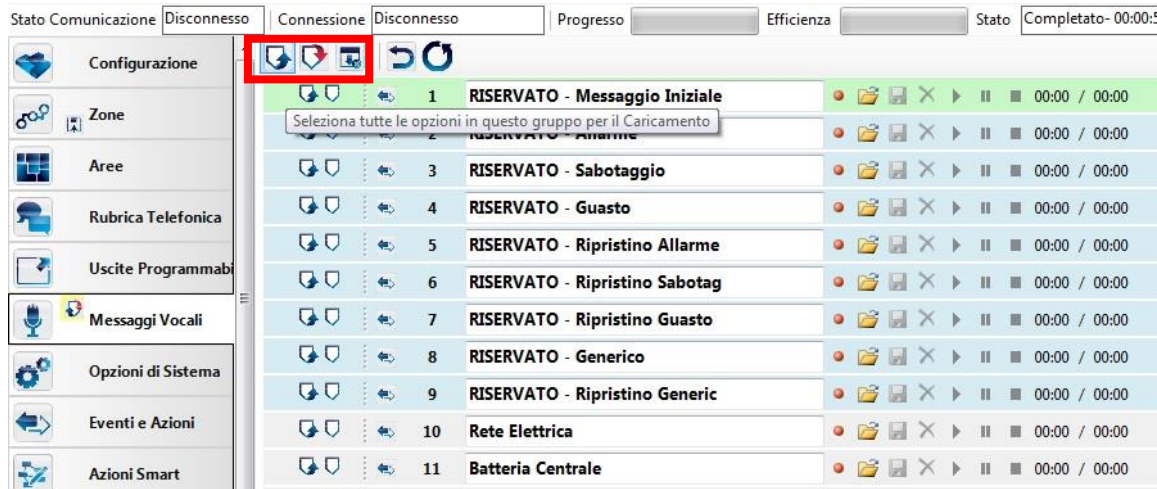 Stato Comunicazione Disconnesso Connessione Disconnesso Progresso Efficienza Stato Completato- 00:00:5
Configurazione
1 RISERVATO - Messaggio Iniziale 00:00 / 00:00
Seleziona tutte le opzioni in questo gruppo per il Caricamento
Zone
2 RISERVATO - Allarme 00:00 / 00:00
Aree
3 RISERVATO - Sabotaggio 00:00 / 00:00
Rubrica Telefonica
4 RISERVATO - Guasto 00:00 / 00:00
5 RISERVATO - Ripristino Allarme 00:00 / 00:00
Uscite Programmabi
6 RISERVATO - Ripristino Sabotag 00:00 / 00:00
Messaggi Vocali
7 RISERVATO - Ripristino Guasto 00:00 / 00:00
8 RISERVATO - Generico 00:00 / 00:00
Opzioni di Sistema
9 RISERVATO - Ripristino Generic 00:00 / 00:00
Eventi e Azioni
10 Rete Elettrica 00:00 / 00:00
Azioni Smart
11 Batteria Centrale 00:00 / 00:00